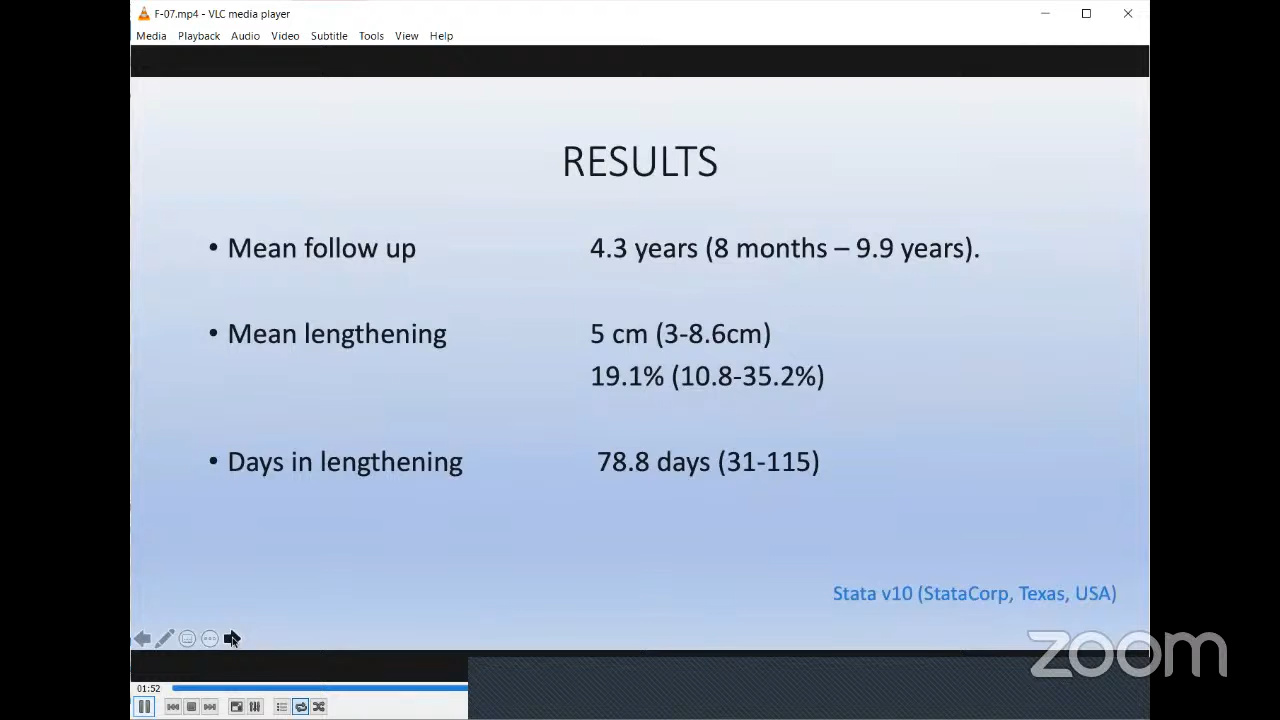 F-07.mp4 - VLC media player
Media Playback Audio Video Subtitle Tools View Help
RESULTS
• Mean follow up 4.3 years (8 months – 9.9 years).
• Mean lengthening 5 cm (3-8.6cm)
19.1% (10.8-35.2%)
• Days in lengthening 78.8 days (31-115)
Stata v10 (StataCorp, Texas, USA)
zoom
01:52